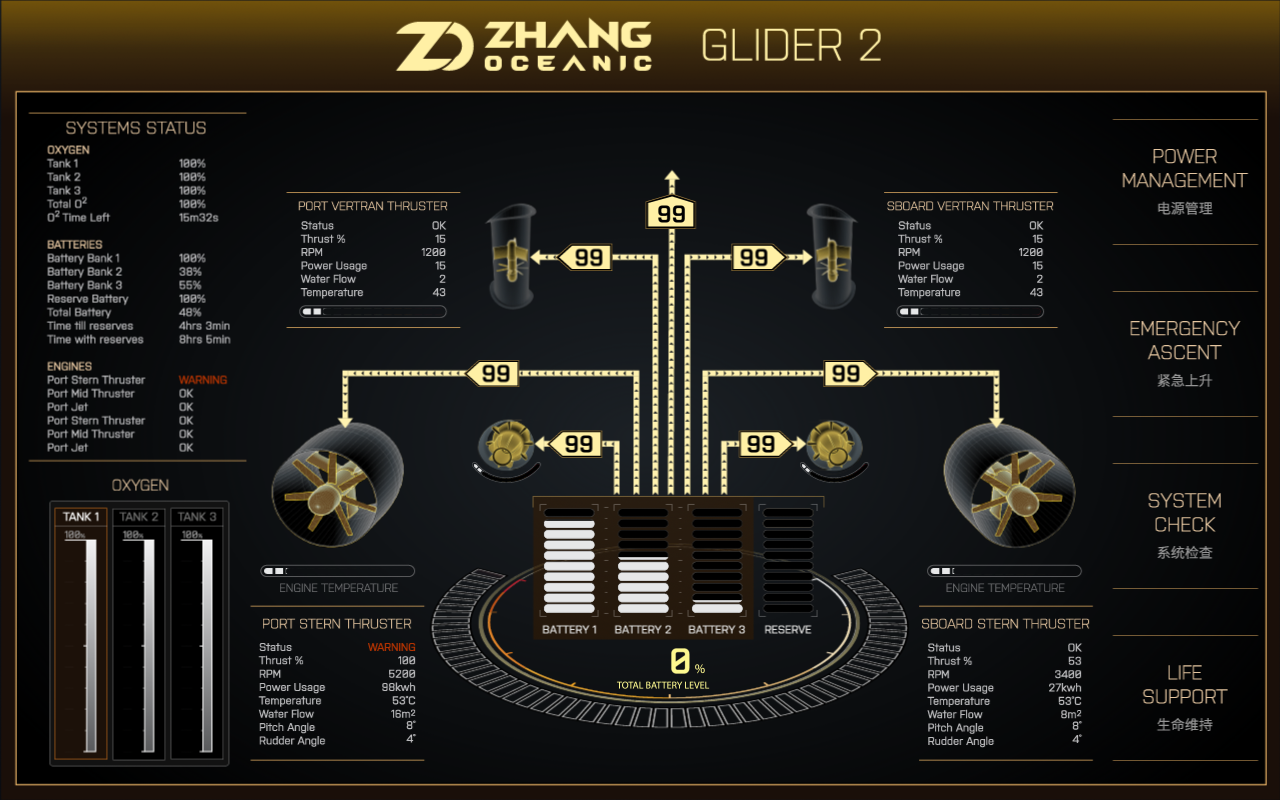 ZHANG
OCEANIC
GLIDER 2
SYSTEMS STATUS
OXYGEN
Tank 1 100%
Tank 2 100%
Tank 3 100%
Total O² 100%
O² Time Left 15m32s
BATTERIES
Battery Bank 1 100%
Battery Bank 2 38%
Battery Bank 3 55%
Reserve Battery 100%
Total Battery 48%
Time till reserves 4hrs 3min
Time with reserves 8hrs 5min
ENGINES
Port Stern Thruster WARNING
Port Mid Thruster OK
Port Jet OK
Port Stern Thruster OK
Port Mid Thruster OK
Port Jet OK
OXYGEN
TANK 1 TANK 2 TANK 3
100% 100% 100%
PORT VERTRAN THRUSTER
Status OK
Thrust % 15
RPM 1200
Power Usage 15
Water Flow 2
Temperature 43
99
99 99
99 99
99 99
SBOARD VERTRAN THRUSTER
Status OK
Thrust % 15
RPM 1200
Power Usage 15
Water Flow 2
Temperature 43
ENGINE TEMPERATURE
PORT STERN THRUSTER
Status WARNING
Thrust % 100
RPM 5200
Power Usage 98kwh
Temperature 53°C
Water Flow 16m²
Pitch Angle 8°
Rudder Angle 4°
BATTERY 1 BATTERY 2 BATTERY 3 RESERVE
0 %
TOTAL BATTERY LEVEL
ENGINE TEMPERATURE
SBOARD STERN THRUSTER
Status OK
Thrust % 53
RPM 3400
Power Usage 27kwh
Temperature 53°C
Water Flow 8m²
Pitch Angle 8°
Rudder Angle 4°
POWER
MANAGEMENT
电源管理
EMERGENCY
ASCENT
紧急上升
SYSTEM
CHECK
系统检查
LIFE
SUPPORT
生命维持